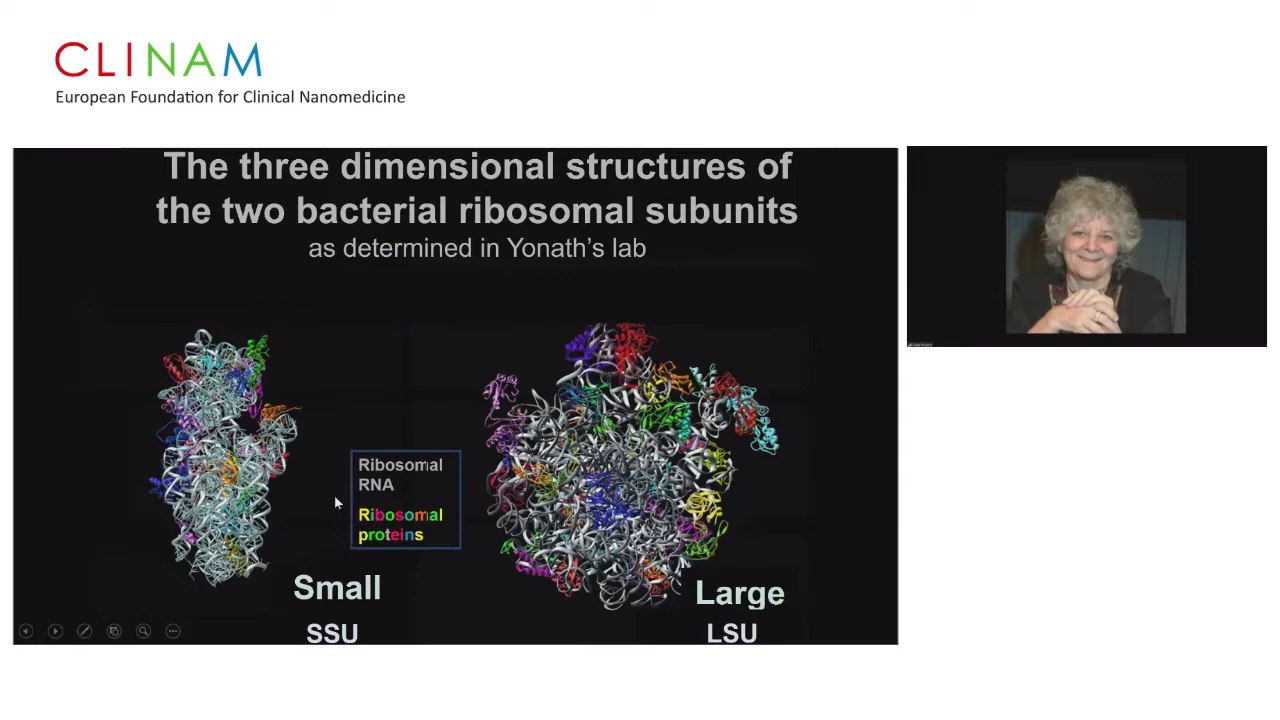 CLINAM
European Foundation for Clinical Nanomedicine
The three dimensional structures of
the two bacterial ribosomal subunits
as determined in Yonath's lab
Ribosomal
RNA
Ribosomal
proteins
Small
SSU
Large
LSU